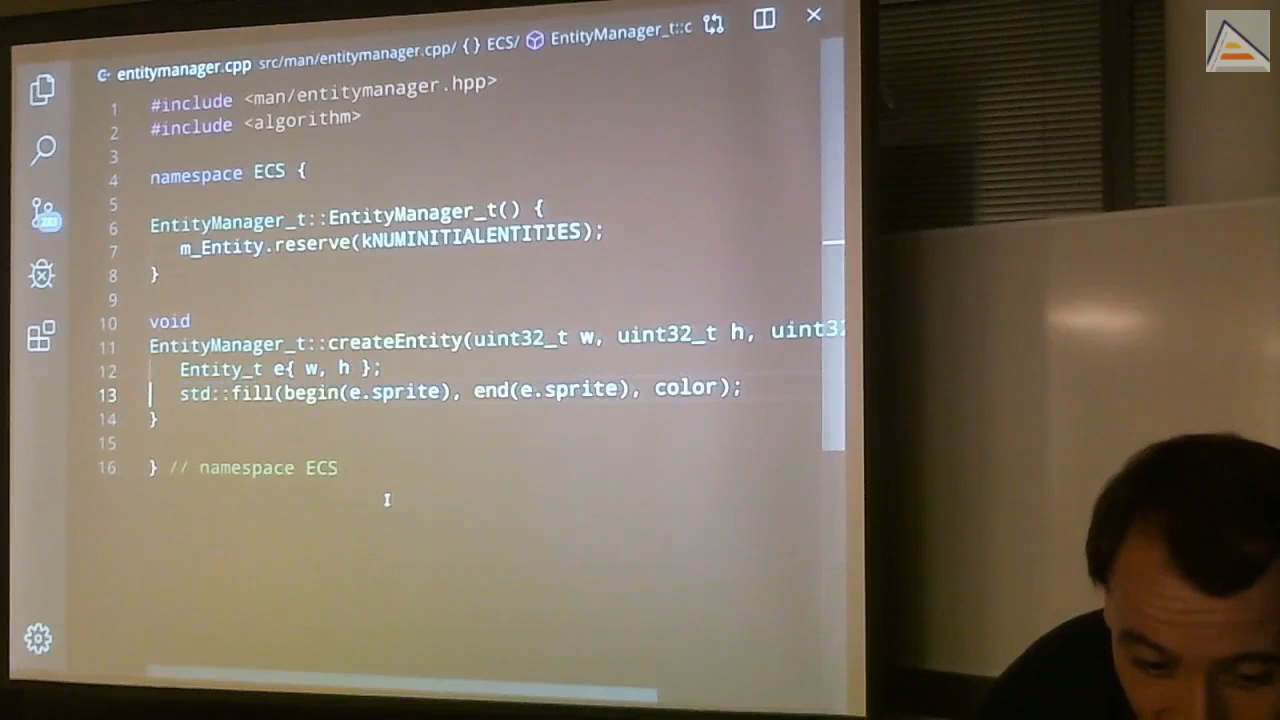 entitymanager.cpp src/man/entitymanager.cpp/ {} ECS/ EntityManager_t::c
1 #include <man/entitymanager.hpp>
2 #include <algorithm>
3
4 namespace ECS {
5
6 EntityManager_t::EntityManager_t() {
7 m_Entity.reserve(kNUMINITIALENTITIES);
8 }
9
10 void
11 EntityManager_t::createEntity(uint32_t w, uint32_t h, uint32
12 Entity_t e{ w, h };
13 std::fill(begin(e.sprite), end(e.sprite), color);
14 }
15
16 } // namespace ECS